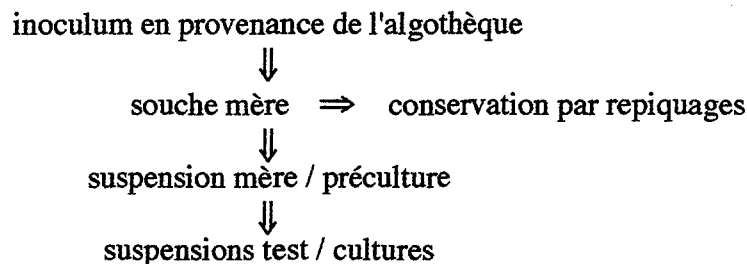 inoculum en provenance de l'algothèque
⇓
souche mère ⇒ conservation par repiquages
⇓
suspension mère / préculture
⇓
suspensions test / cultures